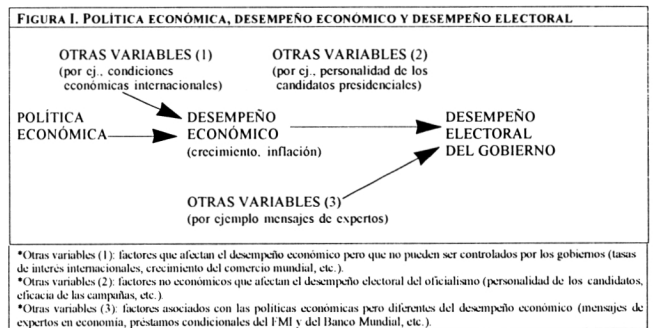 FIGURA I. POLÍTICA ECONÓMICA, DESEMPEÑO ECONÓMICO Y DESEMPEÑO ELECTORAL
OTRAS VARIABLES (1)
(por ej., condiciones
económicas internacionales)
OTRAS VARIABLES (2)
(por ej., personalidad de los
candidatos presidenciales)
POLÍTICA
ECONÓMICA
DESEMPEÑO
ECONÓMICO
(crecimiento, inflación)
DESEMPEÑO
ELECTORAL
DEL GOBIERNO
OTRAS VARIABLES (3)
(por ejemplo mensajes de expertos)
*Otras variables (1): factores que afectan el desempeño económico pero que no pueden ser controlados por los gobiernos (tasas
de interés internacionales, crecimiento del comercio mundial, etc.).
*Otras variables (2): factores no económicos que afectan el desempeño electoral del oficialismo (personalidad de los candidatos,
eficacia de las campañas, etc.).
*Otras variables (3): factores asociados con las políticas económicas pero diferentes del desempeño económico (mensajes de
expertos en economía, préstamos condicionales del FMI y del Banco Mundial, etc.).